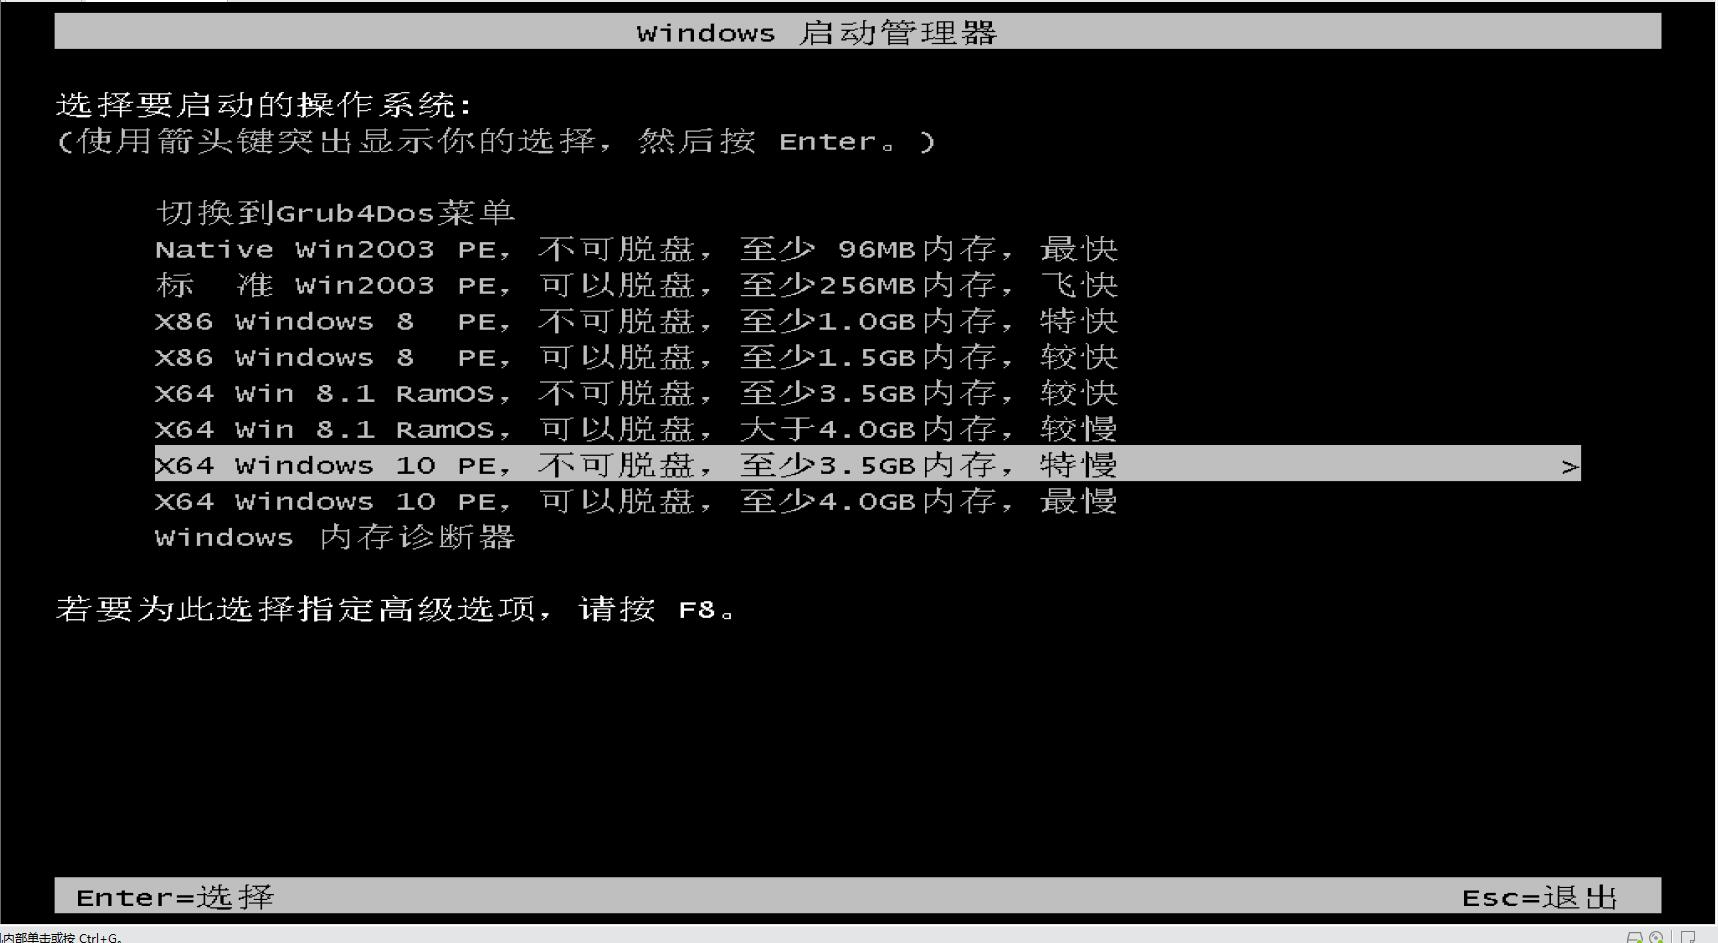 Windows 启动管理器
选择要启动的操作系统:
(使用箭头键突出显示你的选择，然后按 Enter。)
切换到Grub4Dos菜单
Native Win2003 PE，不可脱盘，至少 96MB内存，最快
标  准 Win2003 PE，可以脱盘，至少256MB内存，飞快
X86 Windows 8  PE，不可脱盘，至少1.0GB内存，特快
X86 Windows 8  PE，可以脱盘，至少1.5GB内存，较快
X64 Win 8.1 RamOS，不可脱盘，至少3.5GB内存，较快
X64 Win 8.1 RamOS，可以脱盘，大于4.0GB内存，较慢
X64 Windows 10 PE，不可脱盘，至少3.5GB内存，特慢 >
X64 Windows 10 PE，可以脱盘，至少4.0GB内存，最慢
Windows 内存诊断器
若要为此选择指定高级选项，请按 F8。
Enter=选择 Esc=退出
内部单击或按 Ctrl+G。